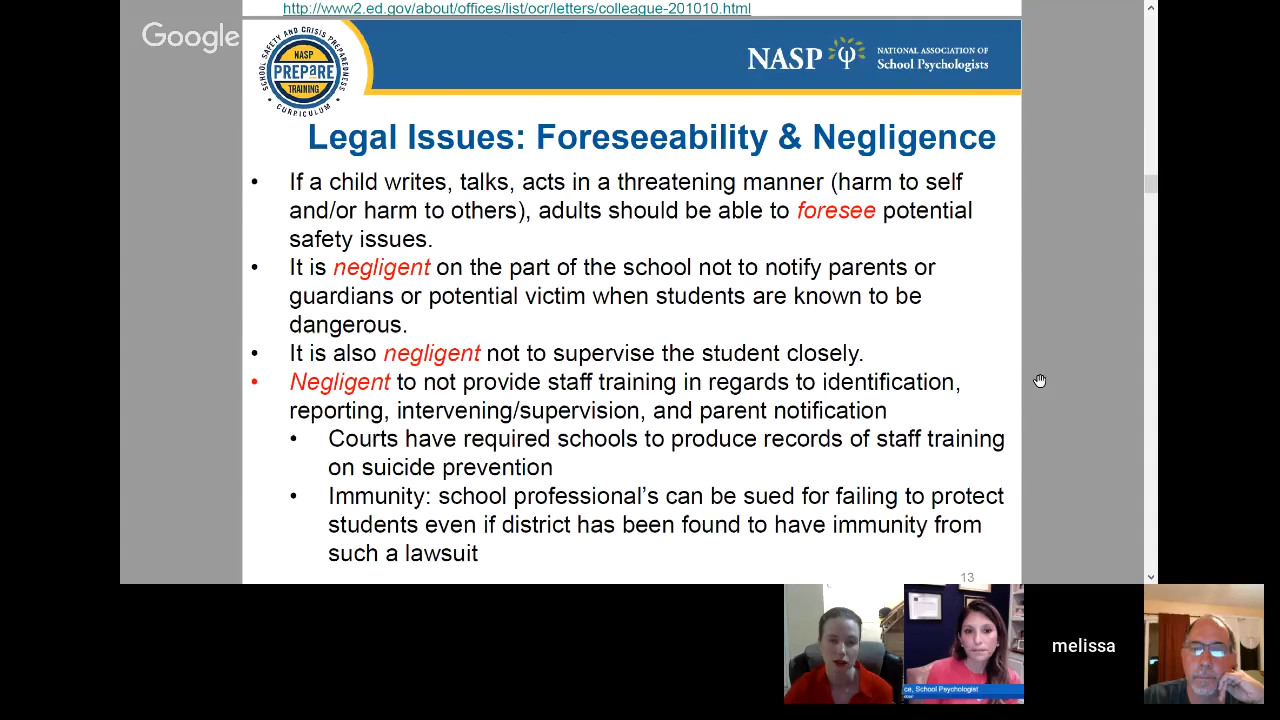 http://www2.ed.gov/about/offices/list/ocr/letters/colleague-201010.html
Google
SCHOOL SAFETY AND CRISIS PREPAREDNESS
NASP
PREPaRE
TRAINING
CURRICULUM
NASP
NATIONAL ASSOCIATION OF
School Psychologists
Legal Issues: Foreseeability & Negligence
• If a child writes, talks, acts in a threatening manner (harm to self
and/or harm to others), adults should be able to foresee potential
safety issues.
• It is negligent on the part of the school not to notify parents or
guardians or potential victim when students are known to be
dangerous.
• It is also negligent not to supervise the student closely.
• Negligent to not provide staff training in regards to identification,
reporting, intervening/supervision, and parent notification
• Courts have required schools to produce records of staff training
on suicide prevention
• Immunity: school professional's can be sued for failing to protect
students even if district has been found to have immunity from
such a lawsuit
13
melissa
ce, School Psychologist